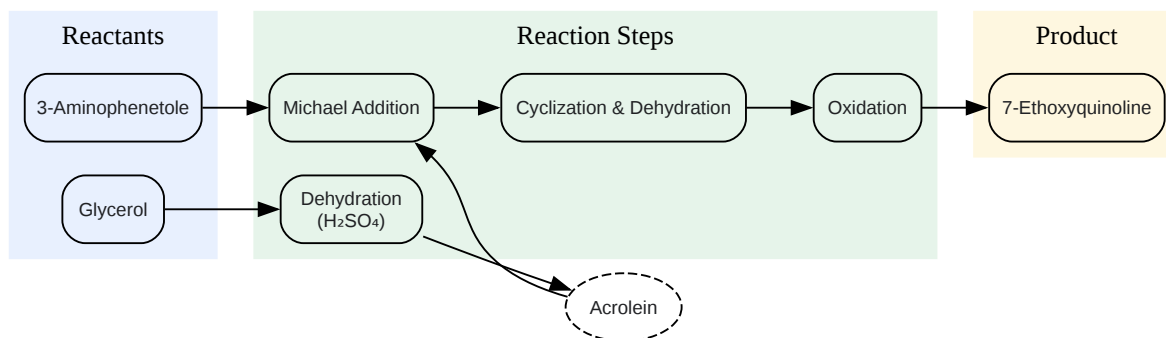 Reactants
Reaction Steps
Product
3-Aminophenetole
Michael Addition
Cyclization & Dehydration
Oxidation
7-Ethoxyquinoline
Glycerol
Dehydration
(H₂SO₄)
Acrolein